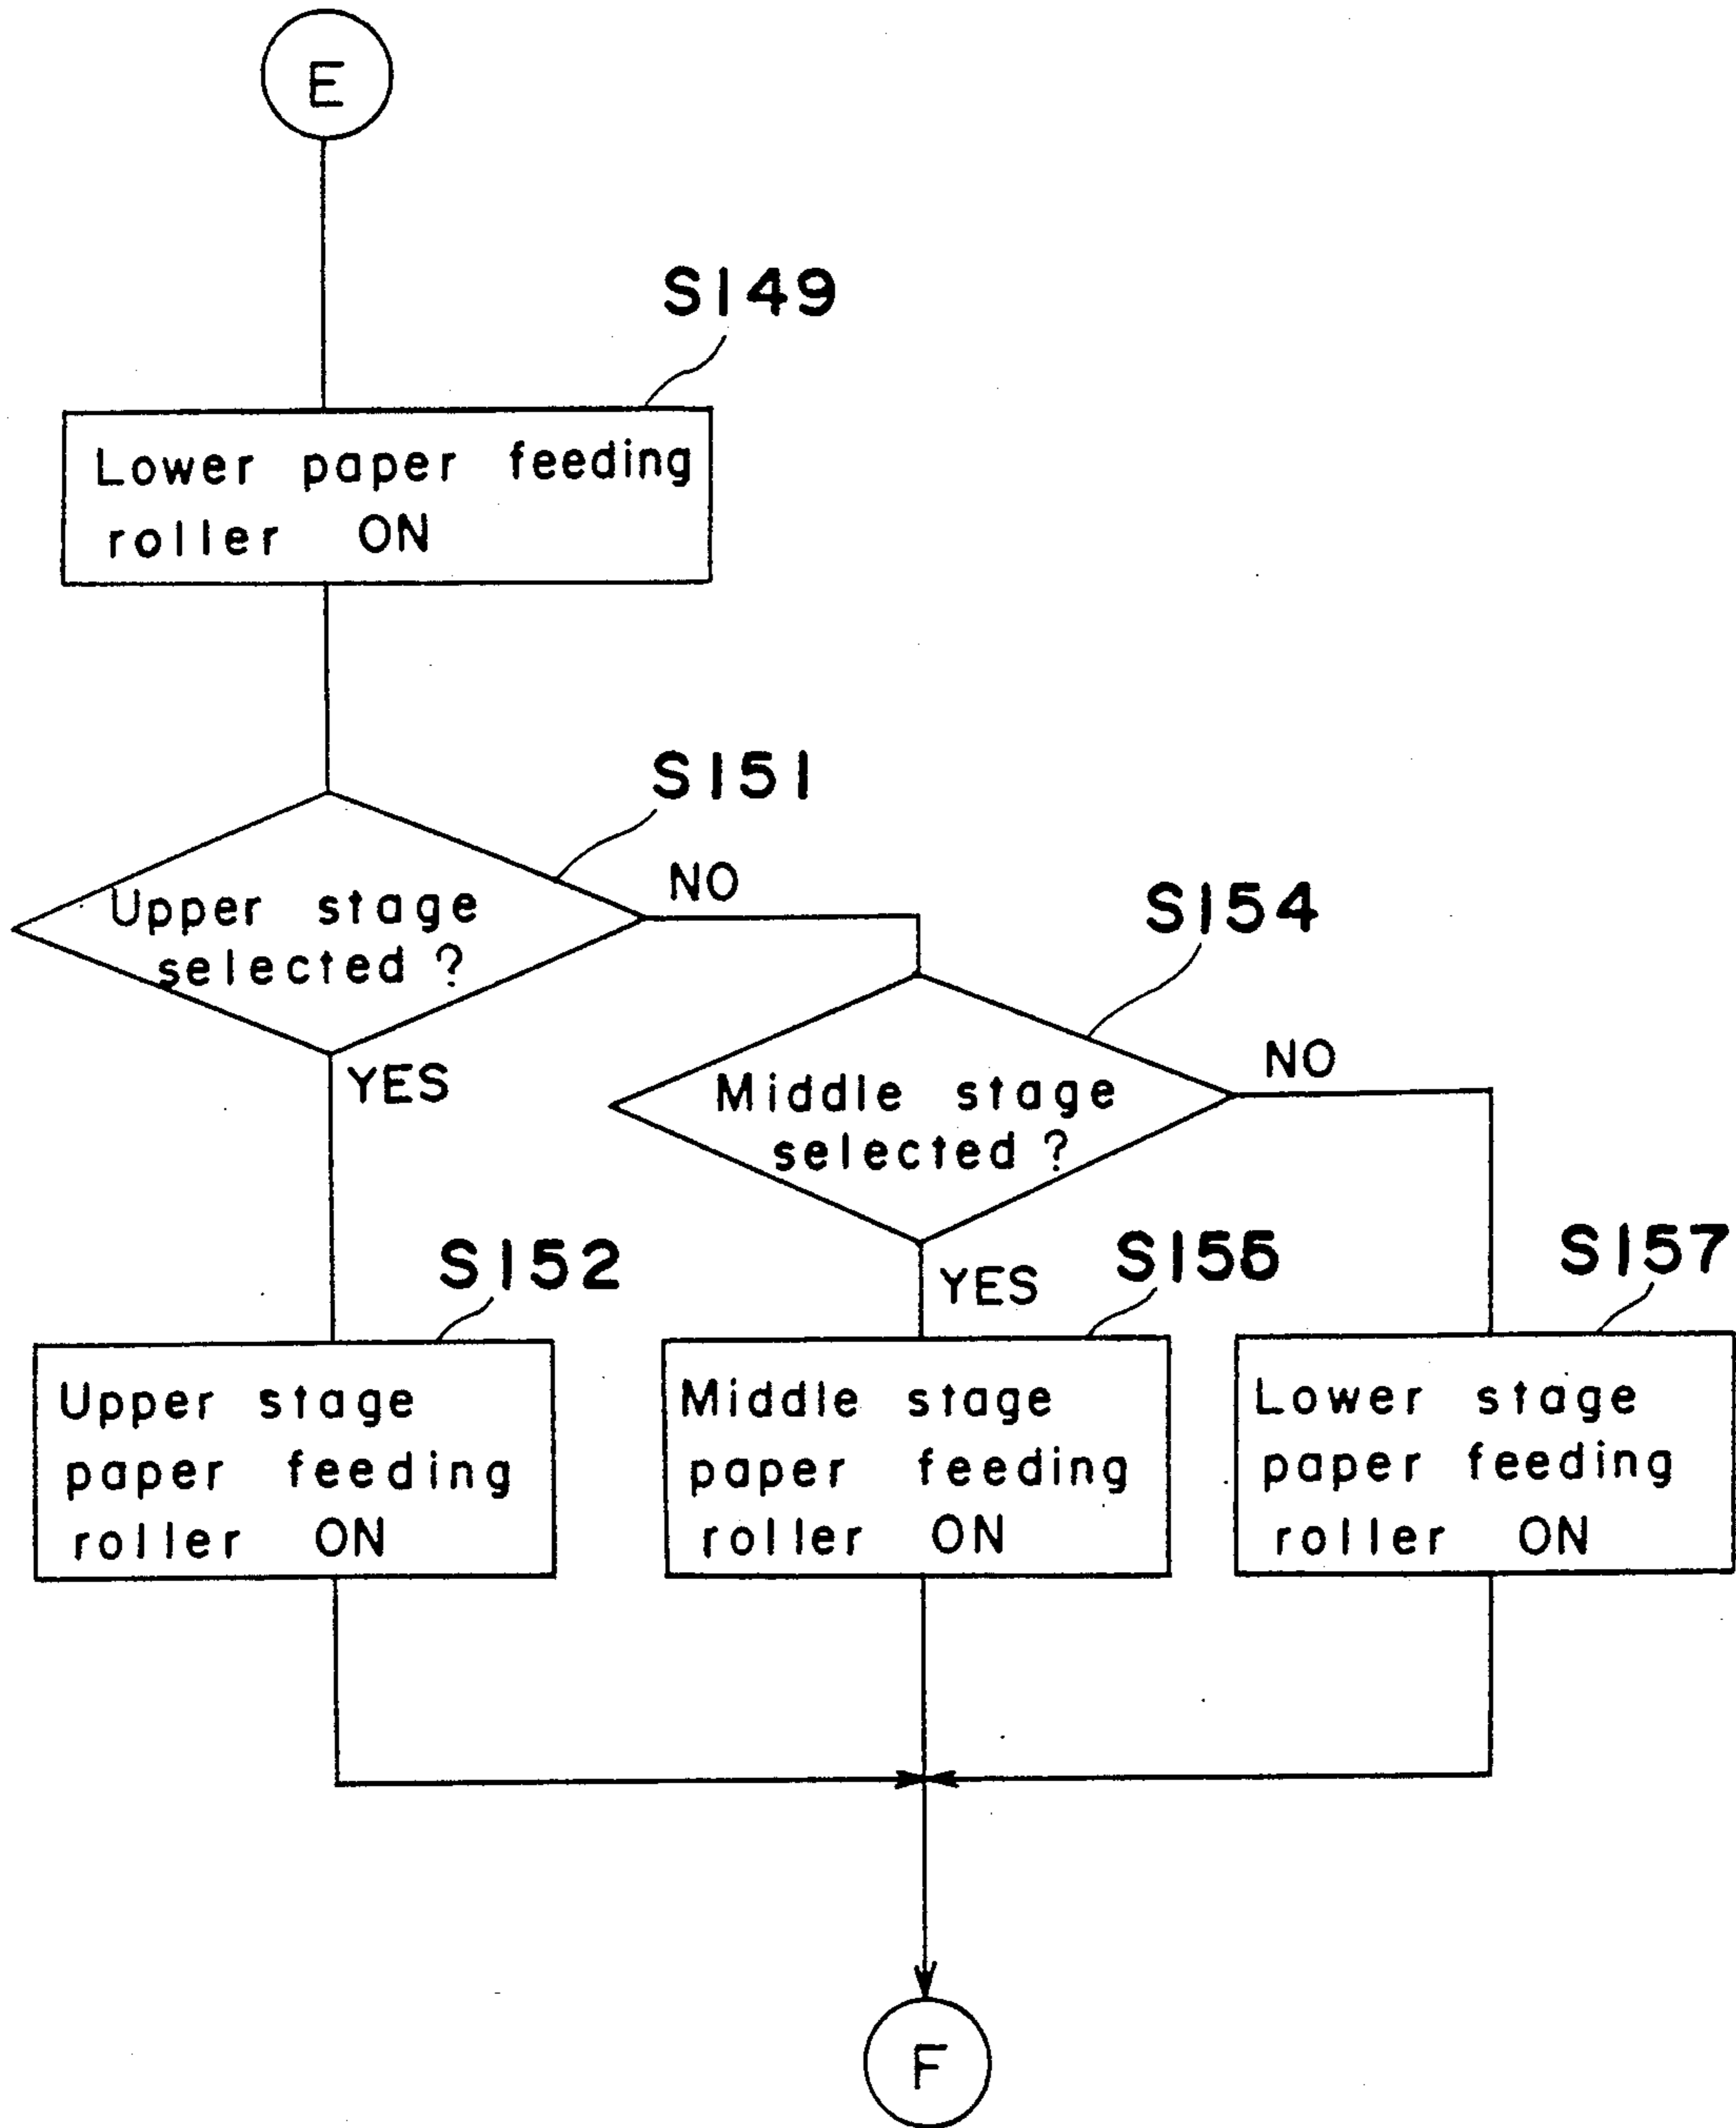 E
S149
Lower paper feeding
roller ON
S151
Upper stage
selected ?
NO
YES
S154
Middle stage
selected ?
NO
YES
S152
Upper stage
paper feeding
roller ON
S155
Middle stage
paper feeding
roller ON
S157
Lower stage
paper feeding
roller ON
F